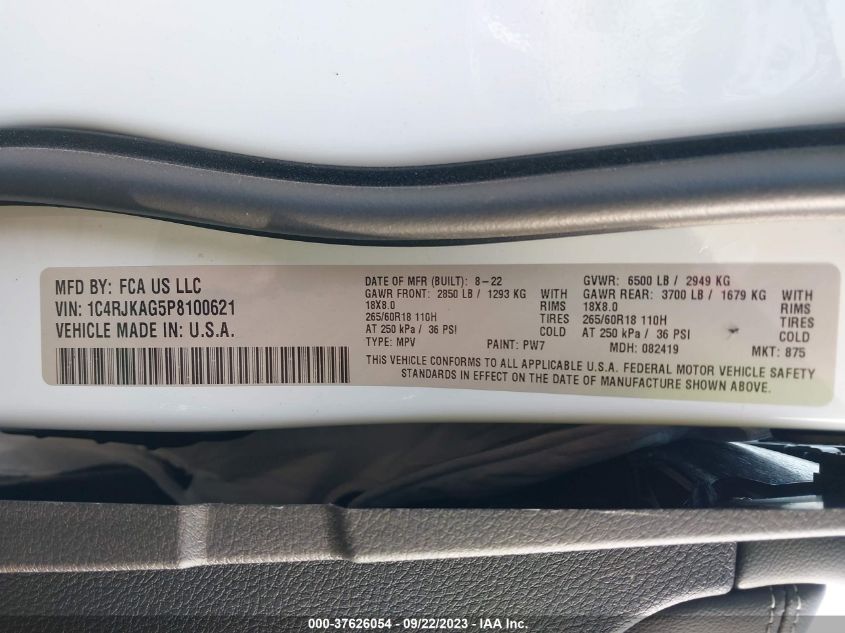 MFD BY: FCA US LLC
VIN: 1C4RJKAG5P8100621
VEHICLE MADE IN: U.S.A.
DATE OF MFR (BUILT): 8-22
GAWR FRONT: 2850 LB / 1293 KG WITH
18X8.0 RIMS
265/60R18 110H TIRES
AT 250 kPa / 36 PSI COLD
TYPE: MPV PAINT: PW7
GVWR: 6500 LB / 2949 KG
GAWR REAR: 3700 LB / 1679 KG WITH
18X8.0 RIMS
265/60R18 110H TIRES
AT 250 kPa / 36 PSI COLD
MDH: 082419 MKT: 875
THIS VEHICLE CONFORMS TO ALL APPLICABLE U.S.A. FEDERAL MOTOR VEHICLE SAFETY
STANDARDS IN EFFECT ON THE DATE OF MANUFACTURE SHOWN ABOVE.
000-37626054 - 09/22/2023 - IAA Inc.